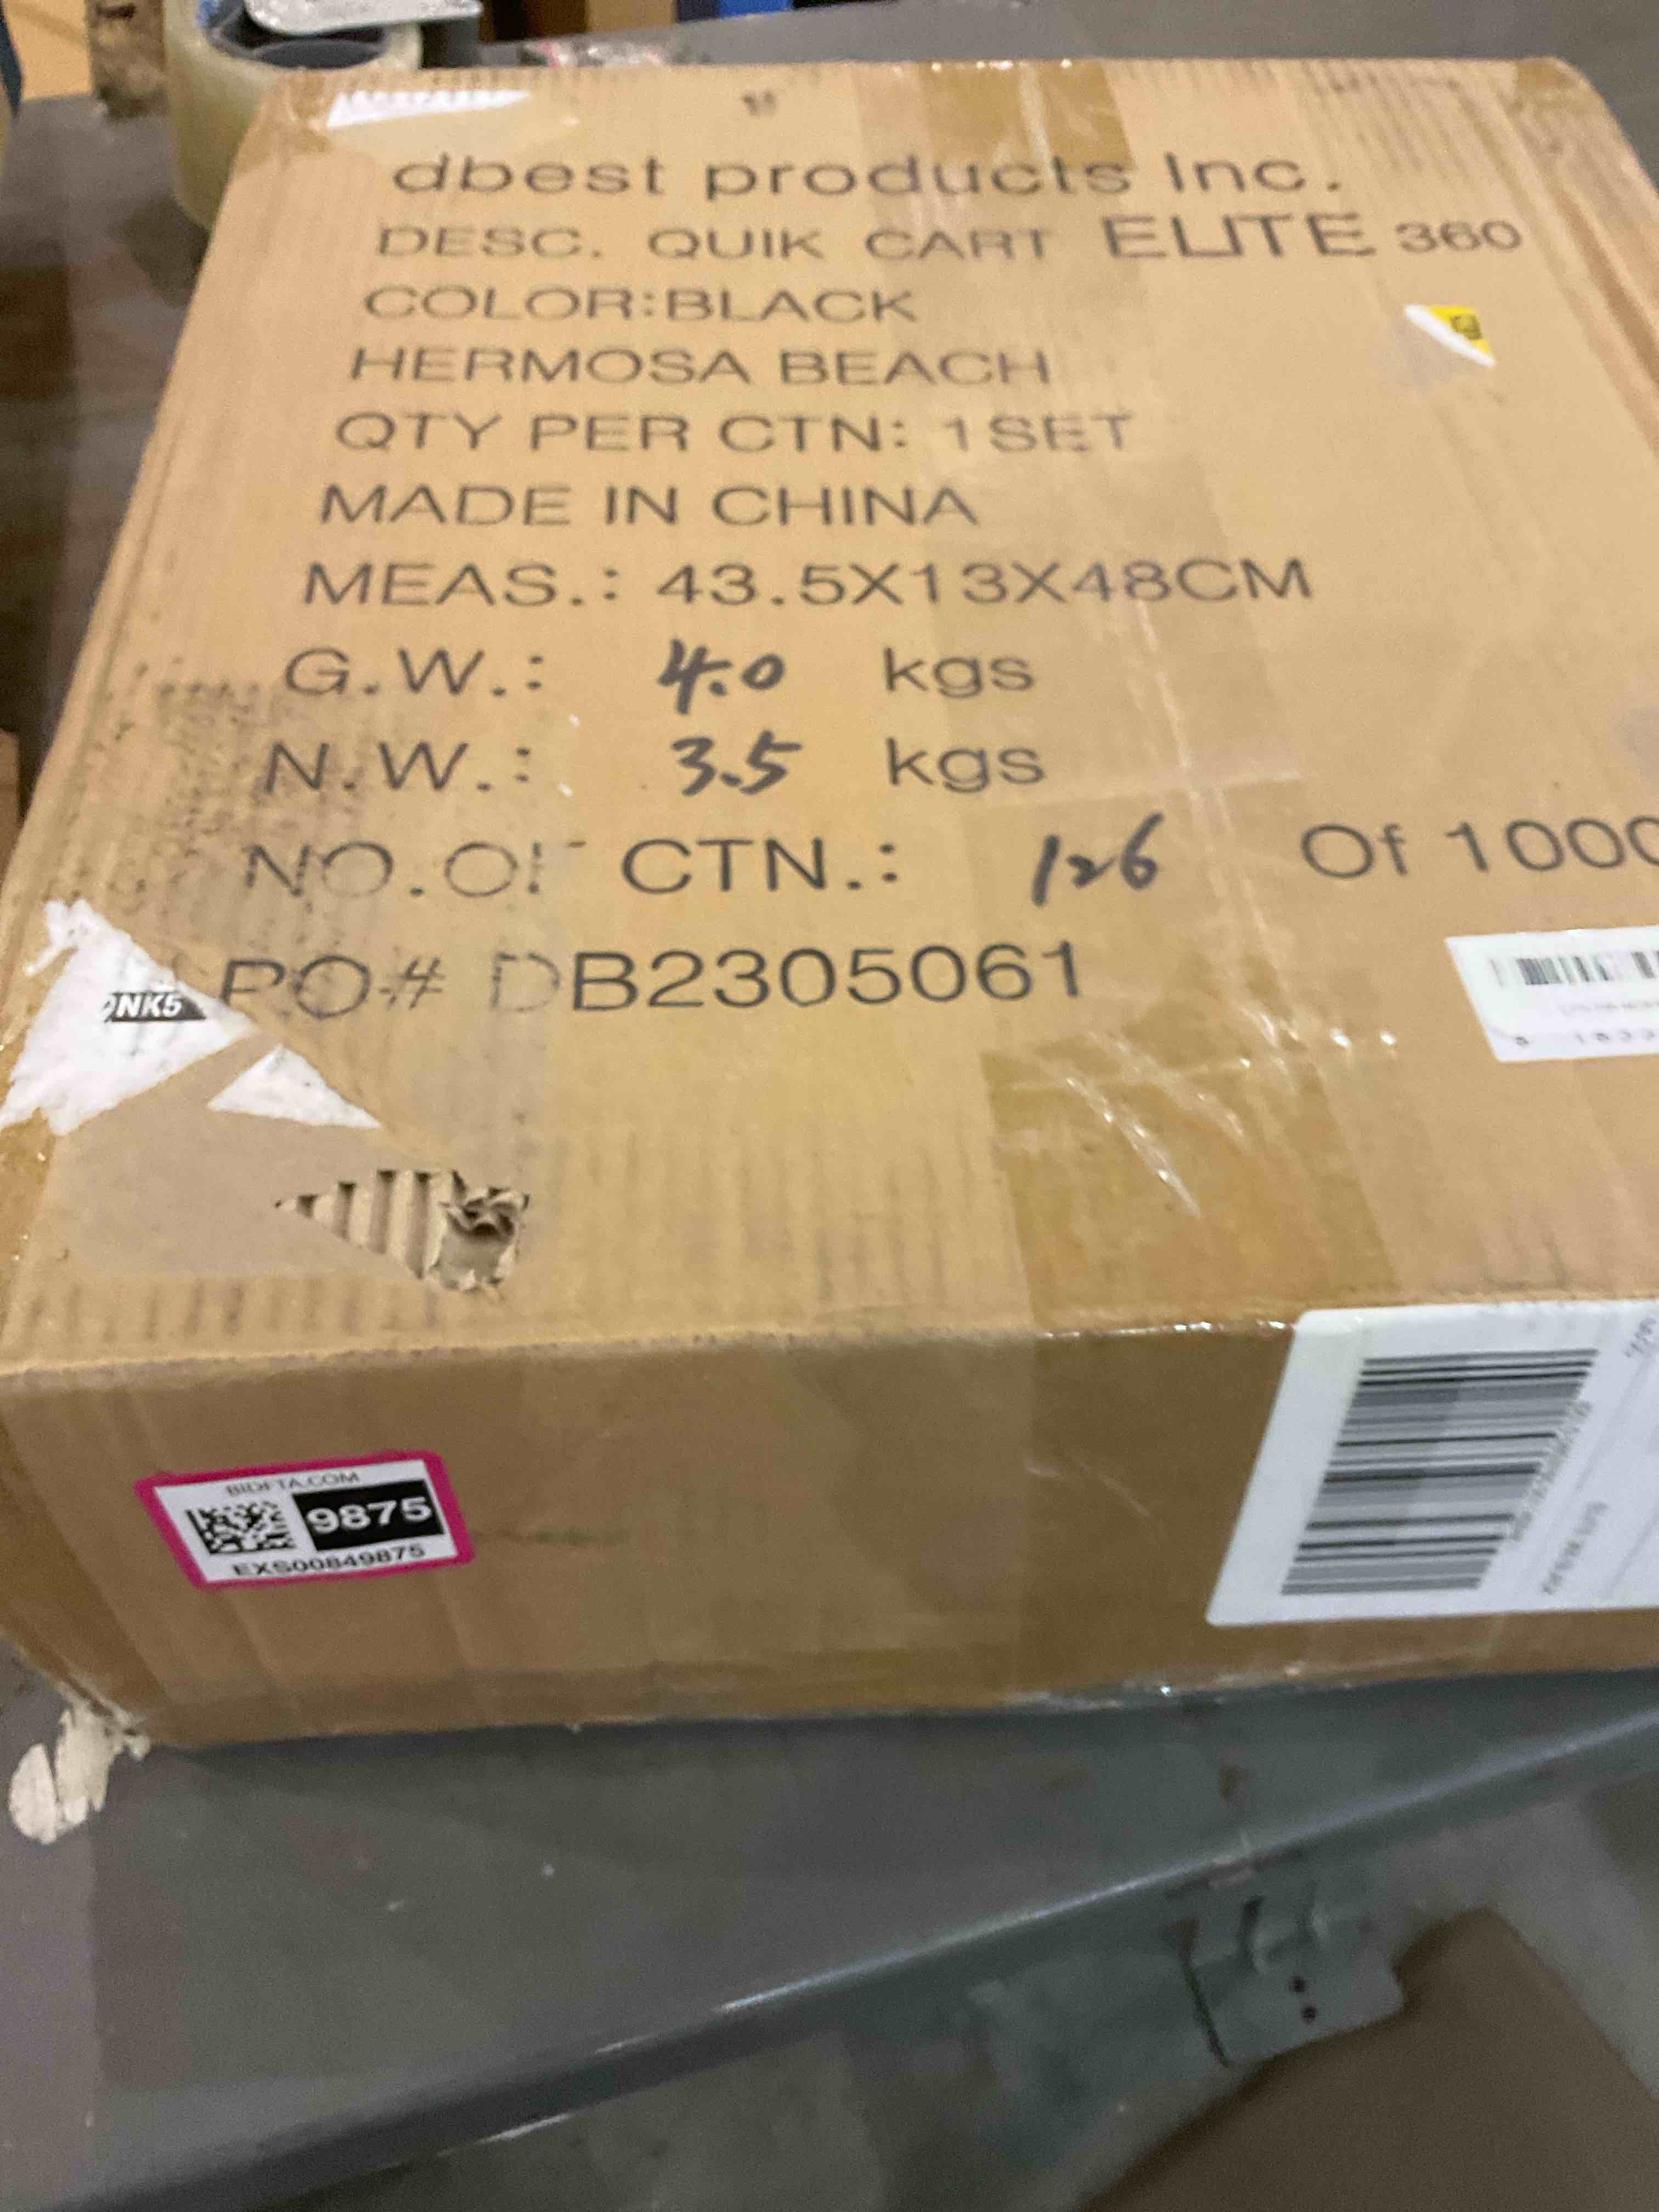 dbest products Inc.
DESC. QUIK CART ELITE 360
COLOR:BLACK
HERMOSA BEACH
QTY PER CTN: 1SET
MADE IN CHINA
MEAS.: 43.5X13X48CM
G.W.: 4.0 kgs
N.W.: 3.5 kgs
NO.OF CTN.: 126 Of 1000
PO# DB2305061
NK5
BIDFTA.COM
9875
EXS00849875